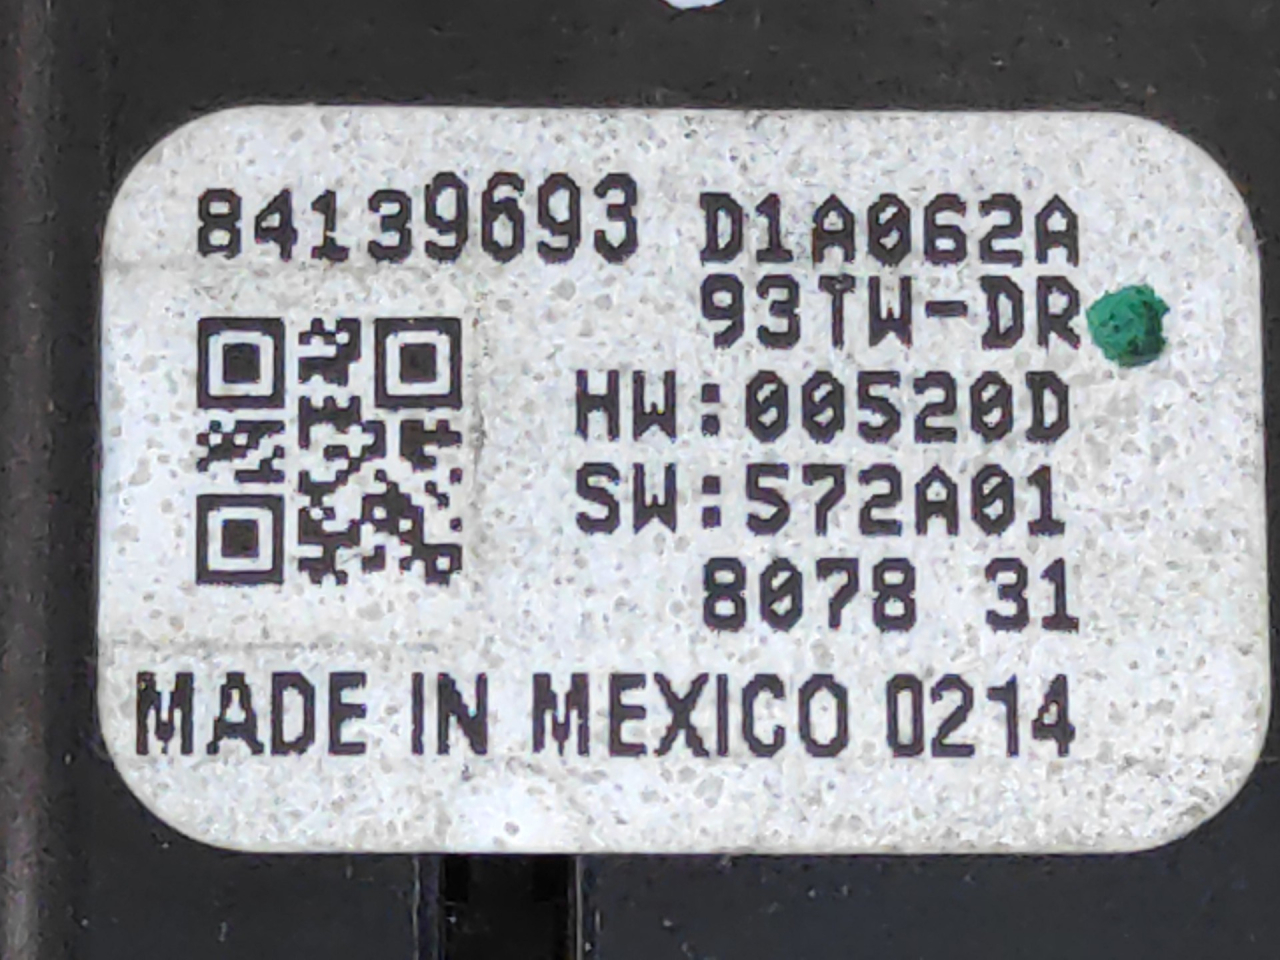 84139693 D1A062A
93TW-DR
HW:00520D
SW:572A01
8078 31
MADE IN MEXICO 0214